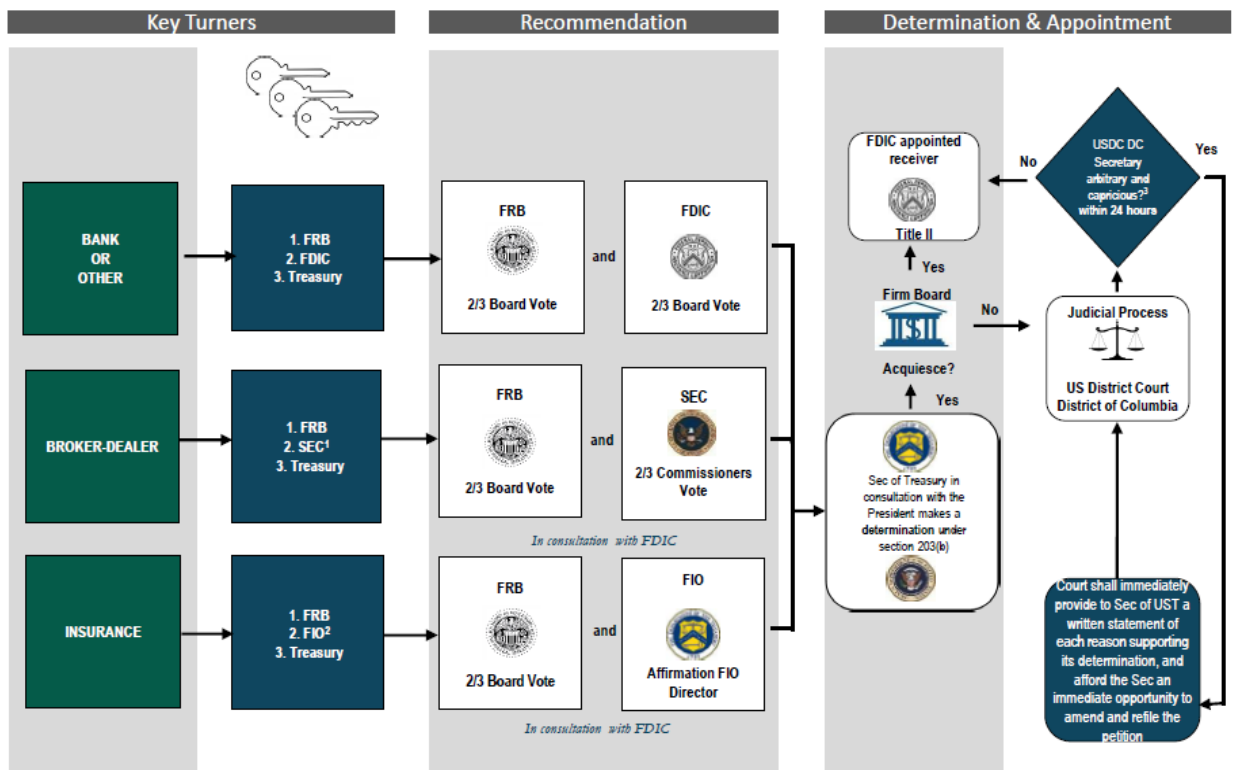 Key Turners
Recommendation
Determination & Appointment
BANK
OR
OTHER
1. FRB
2. FDIC
3. Treasury
FRB
2/3 Board Vote
and
FDIC
2/3 Board Vote
BROKER-DEALER
1. FRB
2. SEC1
3. Treasury
FRB
2/3 Board Vote
and
SEC
2/3 Commissioners
Vote
In consultation with FDIC
INSURANCE
1. FRB
2. FIO2
3. Treasury
FRB
2/3 Board Vote
and
FIO
Affirmation FIO
Director
In consultation with FDIC
FDIC appointed
receiver
Title II
Yes
Firm Board
Acquiesce?
Yes
Sec of Treasury in
consultation with the
President makes a
determination under
section 203(b)
No
No
USDC DC
Secretary
arbitrary and
capricious?3
within 24 hours
Yes
Judicial Process
US District Court
District of Columbia
Court shall immediately
provide to Sec of UST a
written statement of
each reason supporting
its determination, and
afford the Sec an
immediate opportunity to
amend and refile the
petition